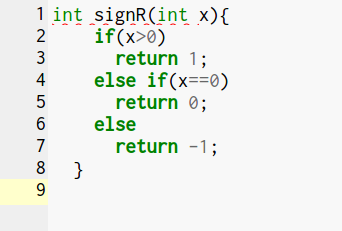 1 int signR(int x){
2 if(x>0)
3 return 1;
4 else if(x==0)
5 return 0;
6 else
7 return -1;
8 }
9